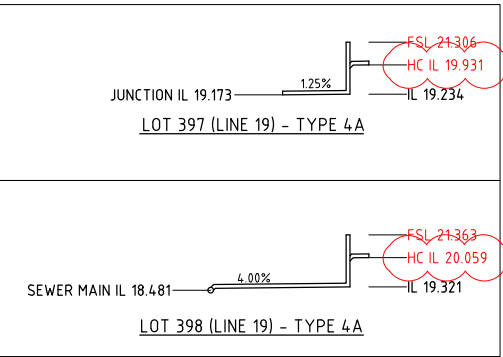 FSL 21.306
HC IL 19.931
1.25%
JUNCTION IL 19.173
IL 19.234
LOT 397 (LINE 19) - TYPE 4A
FSL 21.363
HC IL 20.059
4.00%
SEWER MAIN IL 18.481
IL 19.321
LOT 398 (LINE 19) - TYPE 4A